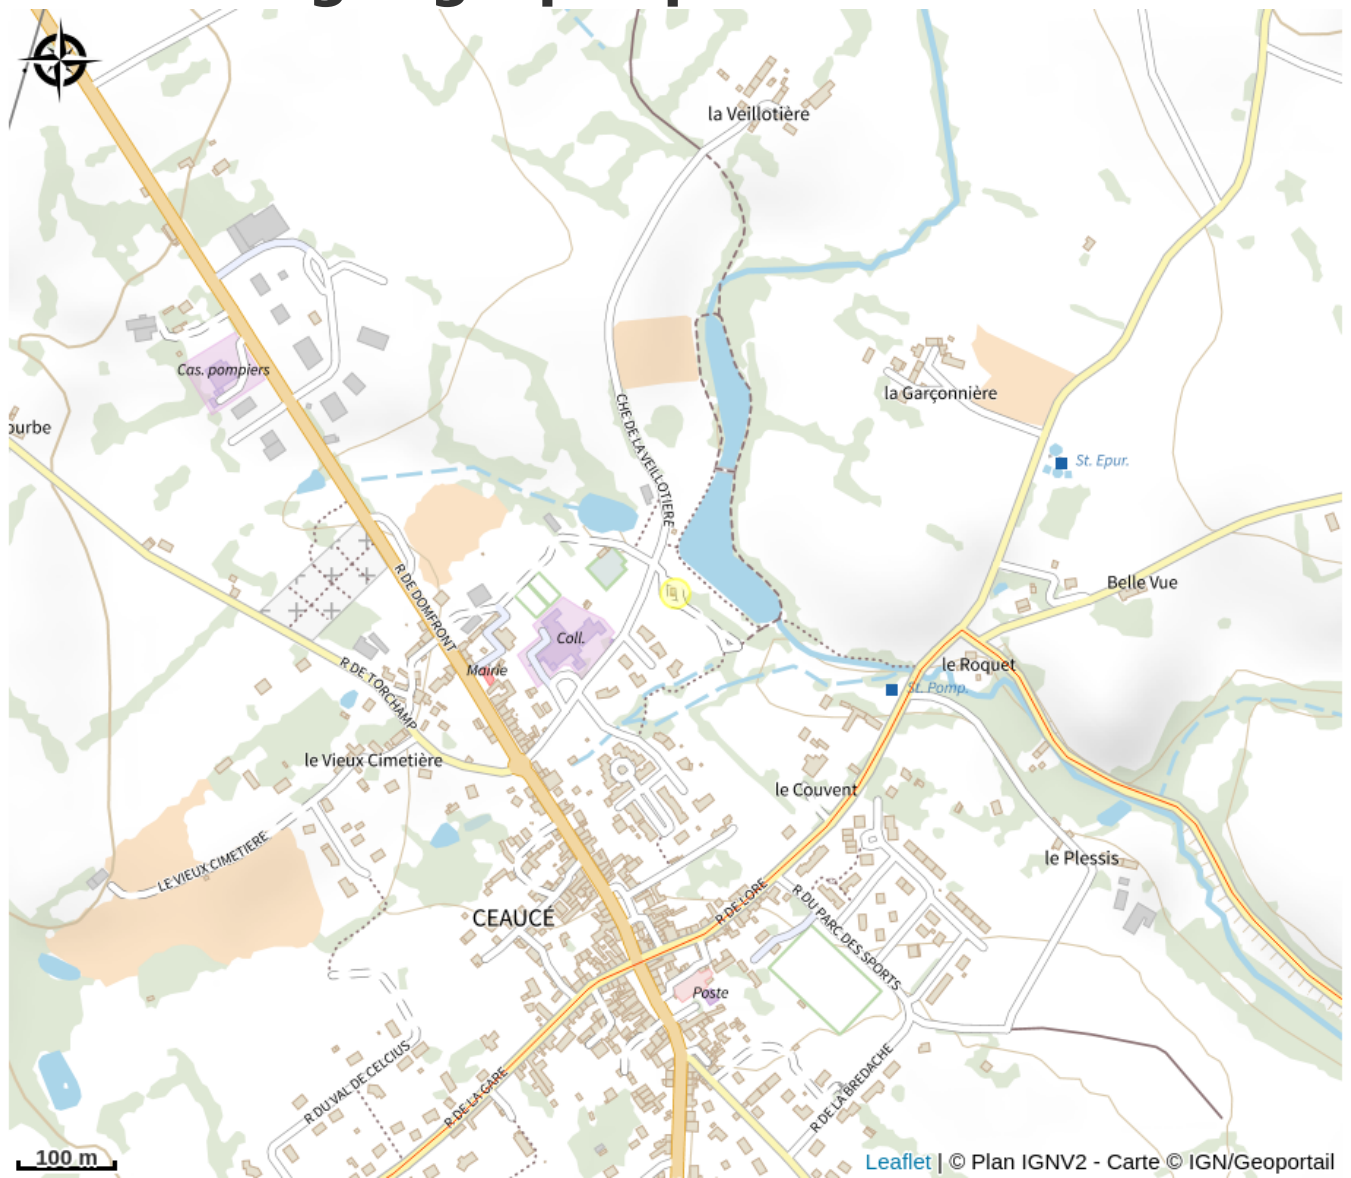 la Veillotière
Cas. pompiers
la Garçonnière
ourbe
CHE DE LA VEILLOTIERE
St. Epur.
R DE DOMFRONT
Belle Vue
Coll.
Mairie
le Roquet
R DE TORCHAMP
St. Pomp.
le Vieux Cimetière
le Couvent
LE VIEUX CIMETIERE
le Plessis
CEAUCÉ
R DE LORE
R DU PARC DES SPORTS
Poste
R DU VAL DE CELCIUS
R DE LA GARE
R DE LA BREDACHE
100 m
Leaflet | © Plan IGNV2 - Carte © IGN/Geoportail